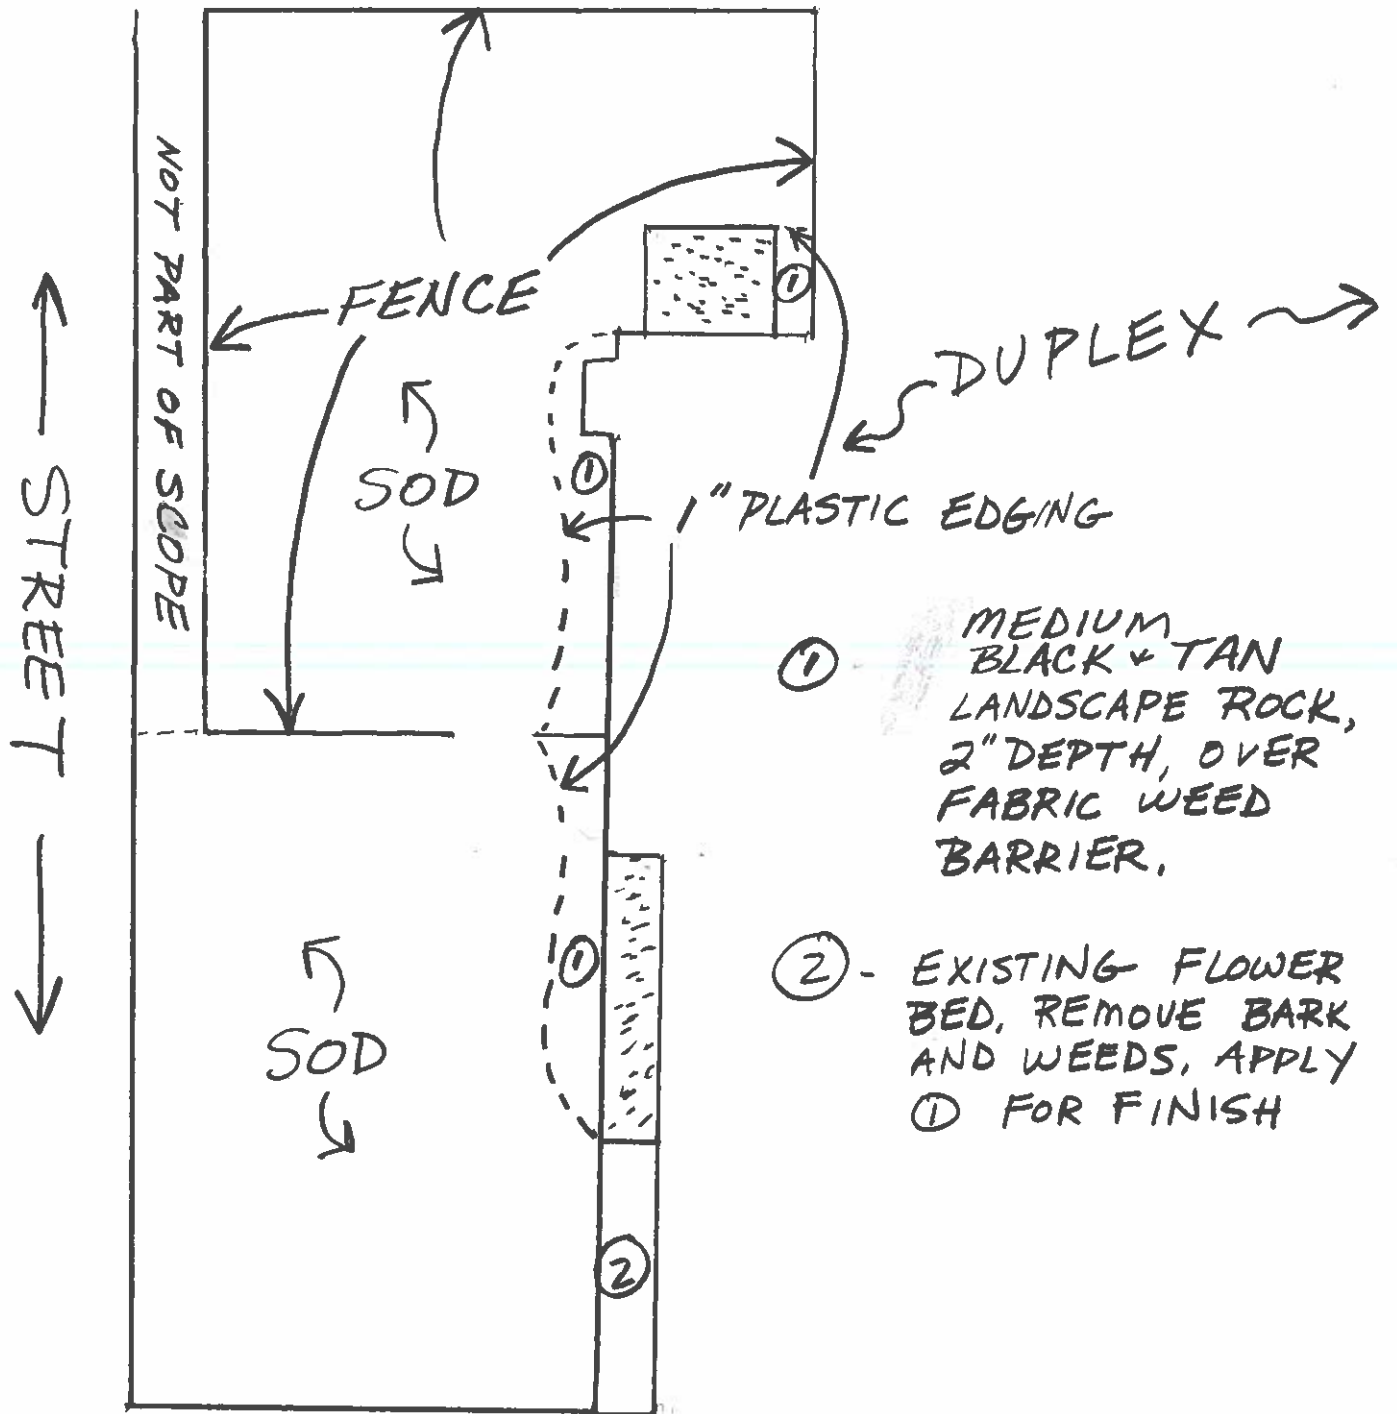 NOT PART OF SCOPE
STREET
FENCE
①
DUPLEX
SOD
①
1" PLASTIC EDGING
① -
MEDIUM
BLACK & TAN
LANDSCAPE ROCK,
2" DEPTH, OVER
FABRIC WEED
BARRIER.
①
② - EXISTING FLOWER
BED. REMOVE BARK
AND WEEDS. APPLY
① FOR FINISH
SOD
②